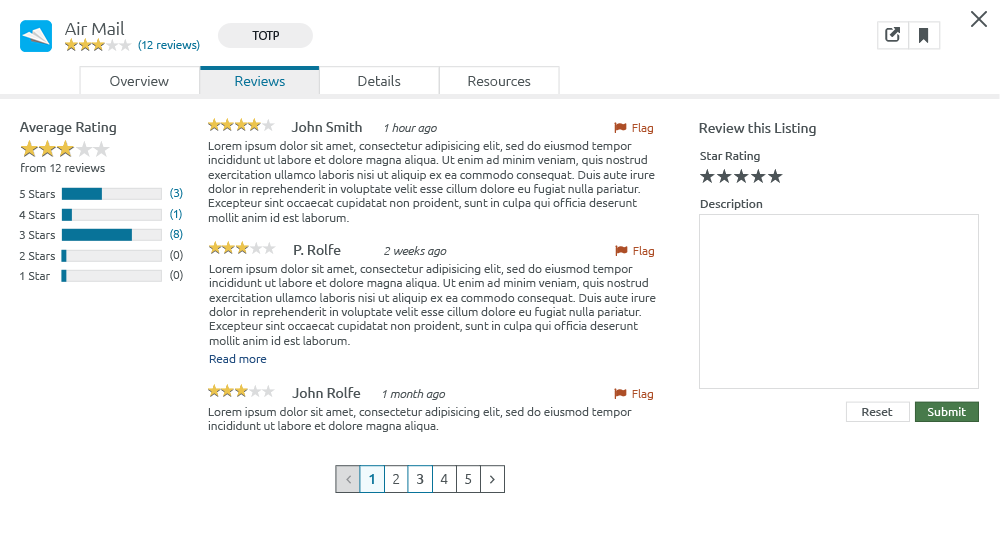 Air Mail
(12 reviews)
TOTP
Overview
Reviews
Details
Resources
Average Rating
from 12 reviews
5 Stars (3)
4 Stars (1)
3 Stars (8)
2 Stars (0)
1 Star (0)
John Smith 1 hour ago Flag
Lorem ipsum dolor sit amet, consectetur adipisicing elit, sed do eiusmod tempor
incididunt ut labore et dolore magna aliqua. Ut enim ad minim veniam, quis nostrud
exercitation ullamco laboris nisi ut aliquip ex ea commodo consequat. Duis aute irure
dolor in reprehenderit in voluptate velit esse cillum dolore eu fugiat nulla pariatur.
Excepteur sint occaecat cupidatat non proident, sunt in culpa qui officia deserunt
mollit anim id est laborum.
P. Rolfe 2 weeks ago Flag
Lorem ipsum dolor sit amet, consectetur adipisicing elit, sed do eiusmod tempor
incididunt ut labore et dolore magna aliqua. Ut enim ad minim veniam, quis nostrud
exercitation ullamco laboris nisi ut aliquip ex ea commodo consequat. Duis aute irure
dolor in reprehenderit in voluptate velit esse cillum dolore eu fugiat nulla pariatur.
Excepteur sint occaecat cupidatat non proident, sunt in culpa qui officia deserunt
mollit anim id est laborum.
Read more
John Rolfe 1 month ago Flag
Lorem ipsum dolor sit amet, consectetur adipisicing elit, sed do eiusmod tempor
incididunt ut labore et dolore magna aliqua.
< 1 2 3 4 5 >
Review this Listing
Star Rating
Description
Reset
Submit